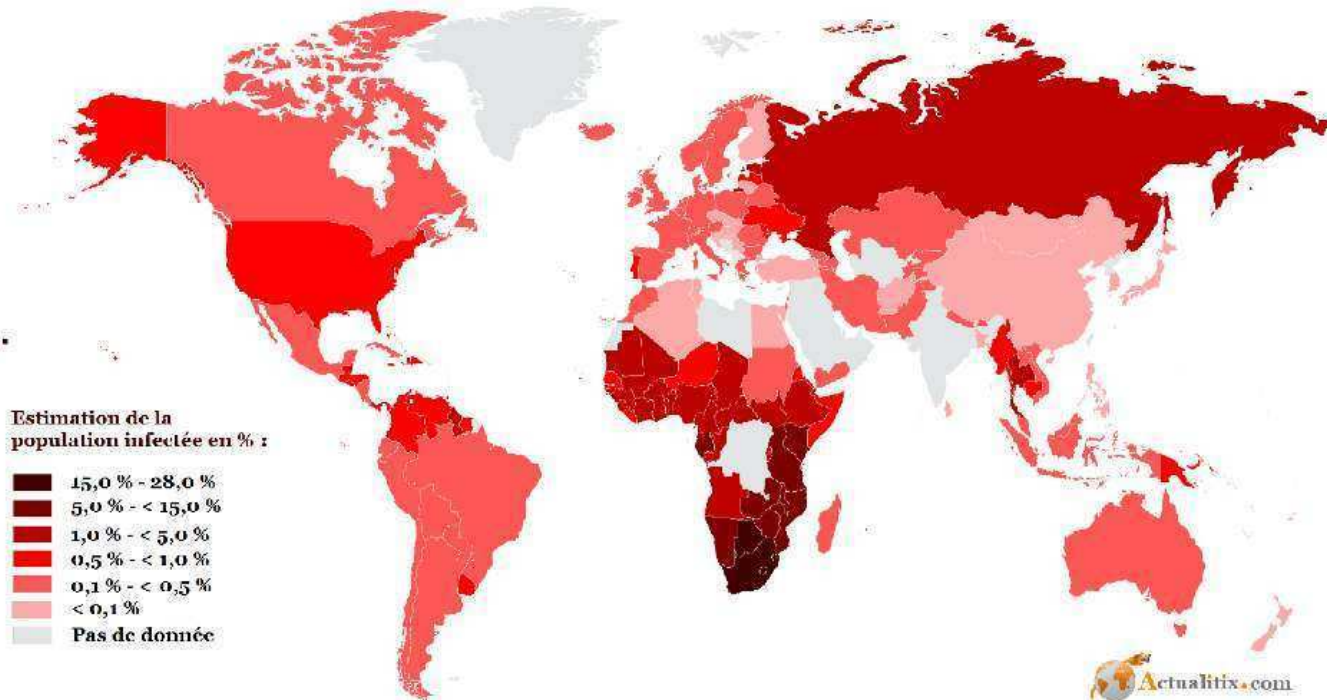 Estimation de la
population infectée en % :
15,0 % - 28,0 %
5,0 % - < 15,0 %
1,0 % - < 5,0 %
0,5 % - < 1,0 %
0,1 % - < 0,5 %
< 0,1 %
Pas de donnée
Actualitix.com